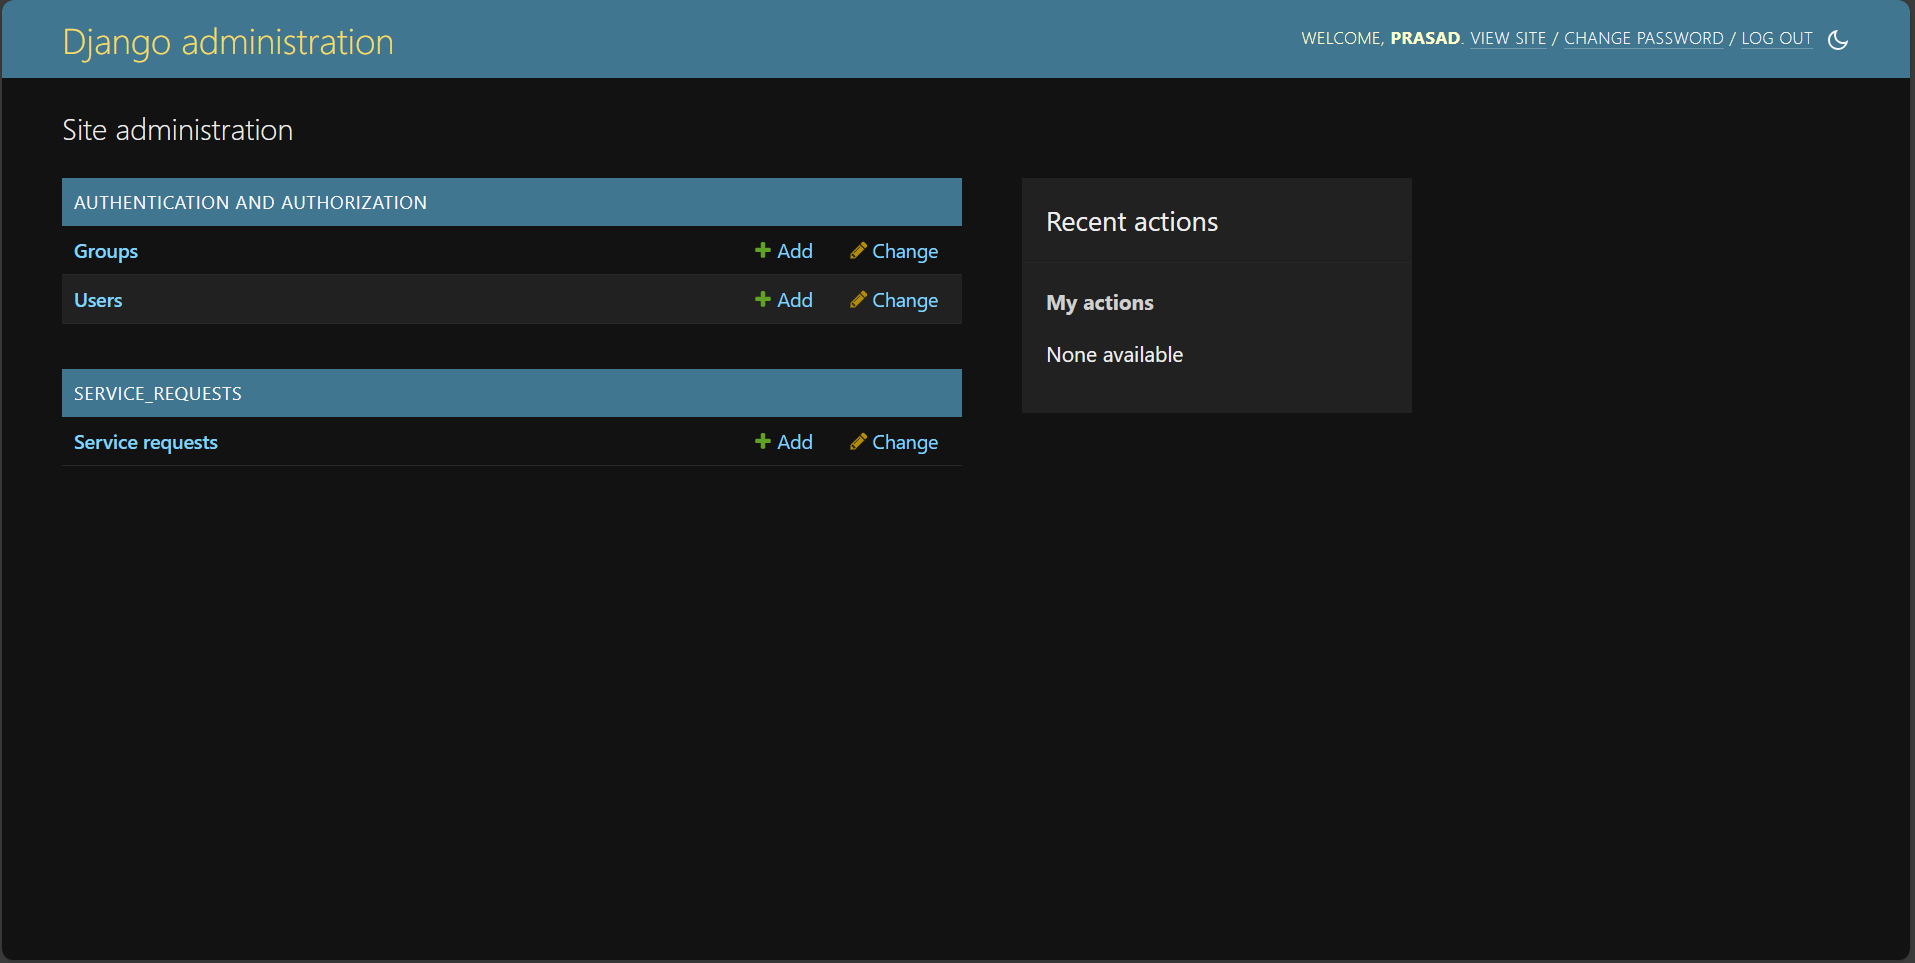 Django administration
WELCOME, PRASAD. VIEW SITE / CHANGE PASSWORD / LOG OUT
Site administration
AUTHENTICATION AND AUTHORIZATION
Groups Add Change
Users Add Change
SERVICE_REQUESTS
Service requests Add Change
Recent actions
My actions
None available